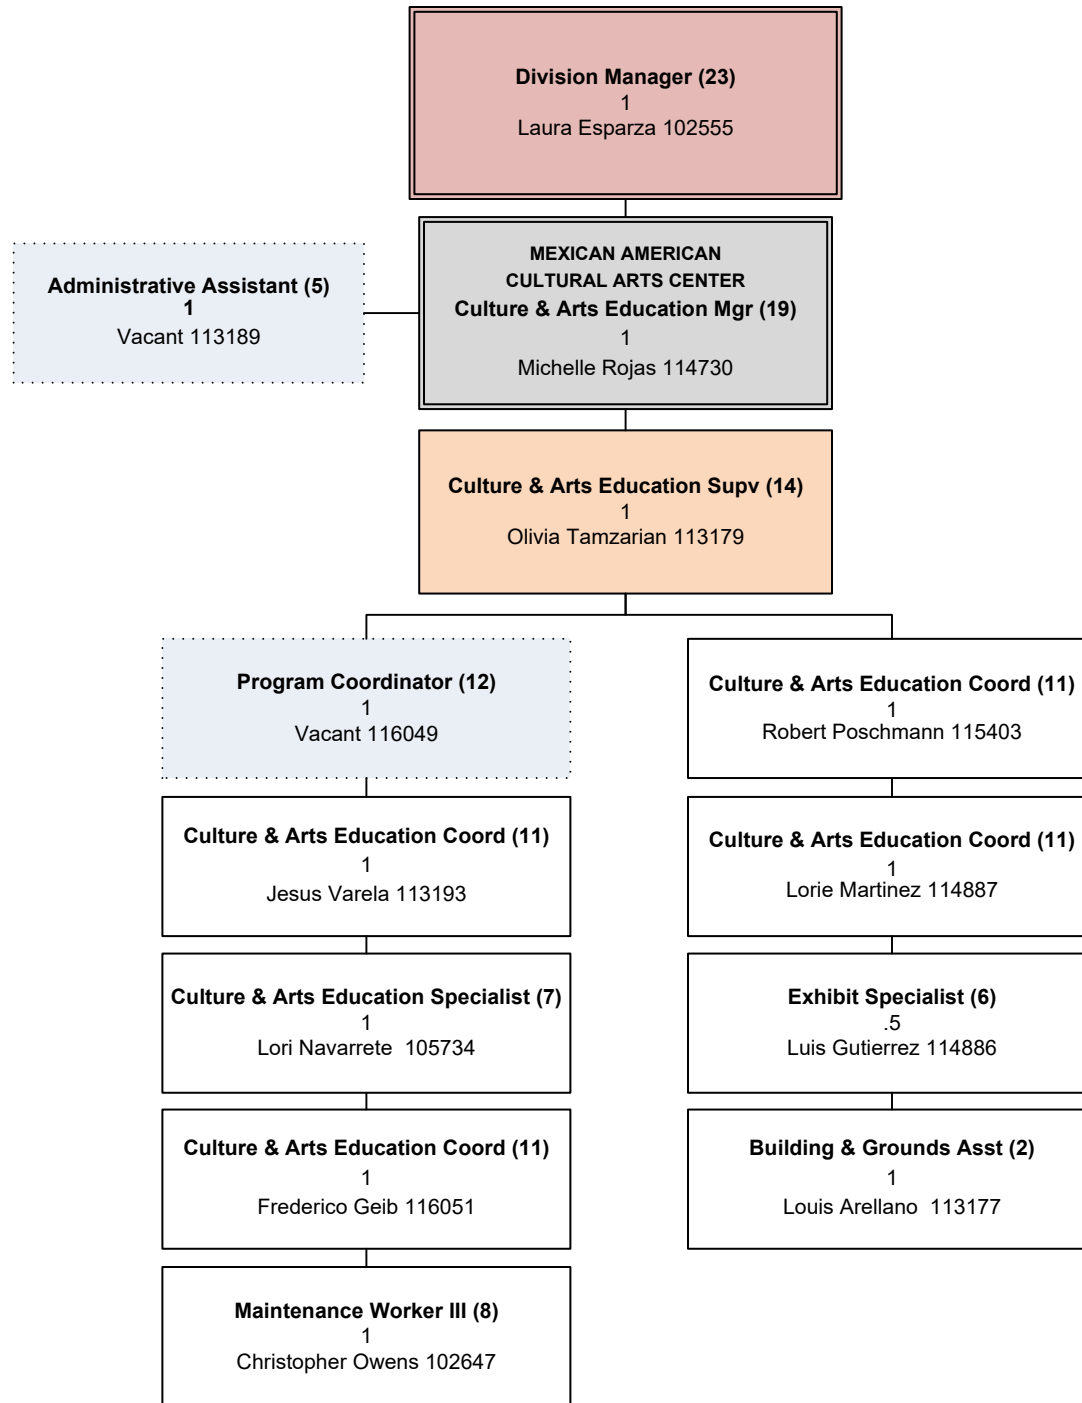 Division Manager (23)
1
Laura Esparza 102555
Administrative Assistant (5)
1
Vacant 113189
MEXICAN AMERICAN
CULTURAL ARTS CENTER
Culture & Arts Education Mgr (19)
1
Michelle Rojas 114730
Culture & Arts Education Supv (14)
1
Olivia Tamzarian 113179
Program Coordinator (12)
1
Vacant 116049
Culture & Arts Education Coord (11)
1
Jesus Varela 113193
Culture & Arts Education Specialist (7)
1
Lori Navarrete 105734
Culture & Arts Education Coord (11)
1
Frederico Geib 116051
Maintenance Worker III (8)
1
Christopher Owens 102647
Culture & Arts Education Coord (11)
1
Robert Poschmann 115403
Culture & Arts Education Coord (11)
1
Lorie Martinez 114887
Exhibit Specialist (6)
.5
Luis Gutierrez 114886
Building & Grounds Asst (2)
1
Louis Arellano 113177